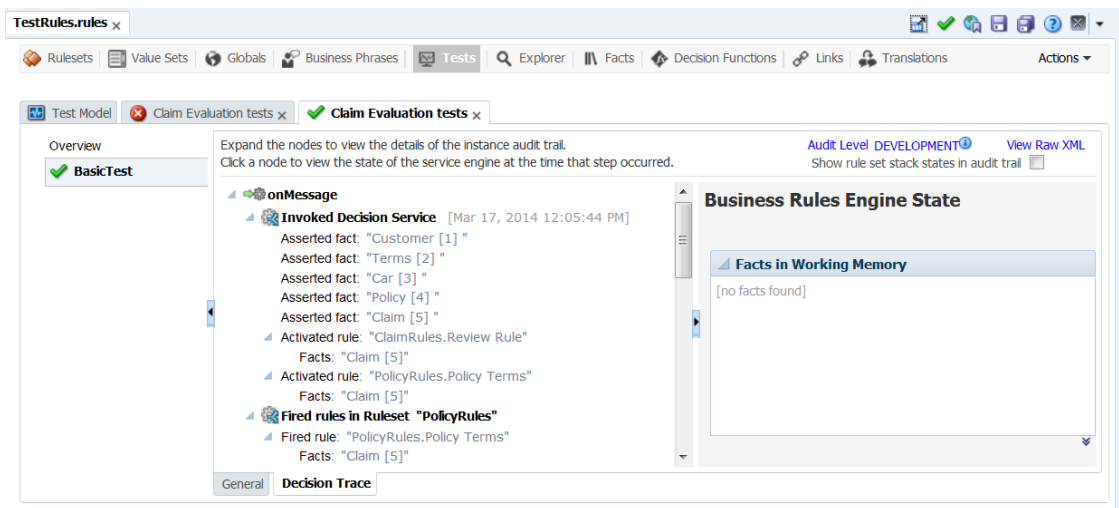 TestRules.rules x
Rulesets Value Sets Globals Business Phrases Tests Explorer Facts Decision Functions Links Translations Actions
Test Model Claim Evaluation tests x Claim Evaluation tests x
Overview
BasicTest
Expand the nodes to view the details of the instance audit trail.
Click a node to view the state of the service engine at the time that step occurred.
Audit Level DEVELOPMENT View Raw XML
Show rule set stack states in audit trail
onMessage
Invoked Decision Service [Mar 17, 2014 12:05:44 PM]
Asserted fact: "Customer [1] "
Asserted fact: "Terms [2] "
Asserted fact: "Car [3] "
Asserted fact: "Policy [4] "
Asserted fact: "Claim [5] "
Activated rule: "ClaimRules.Review Rule"
Facts: "Claim [5]"
Activated rule: "PolicyRules.Policy Terms"
Facts: "Claim [5]"
Fired rules in Ruleset "PolicyRules"
Fired rule: "PolicyRules.Policy Terms"
Facts: "Claim [5]"
Business Rules Engine State
Facts in Working Memory
[no facts found]
General Decision Trace